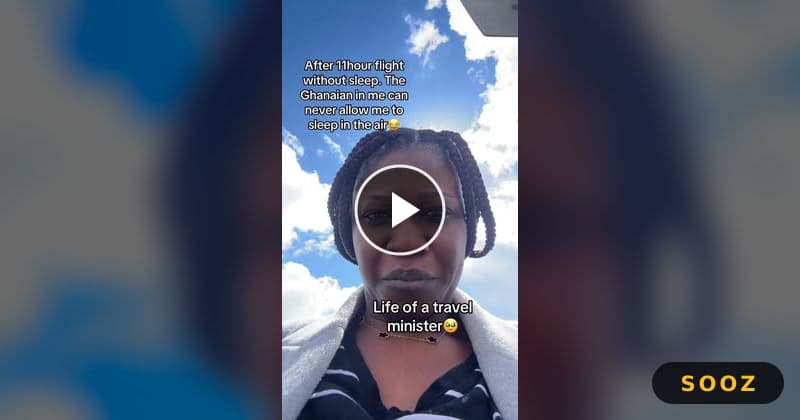 After 11hour flight
without sleep. The
Ghanaian in me can
never allow me to
sleep in the air😂
Life of a travel
minister🥹
SOOZ